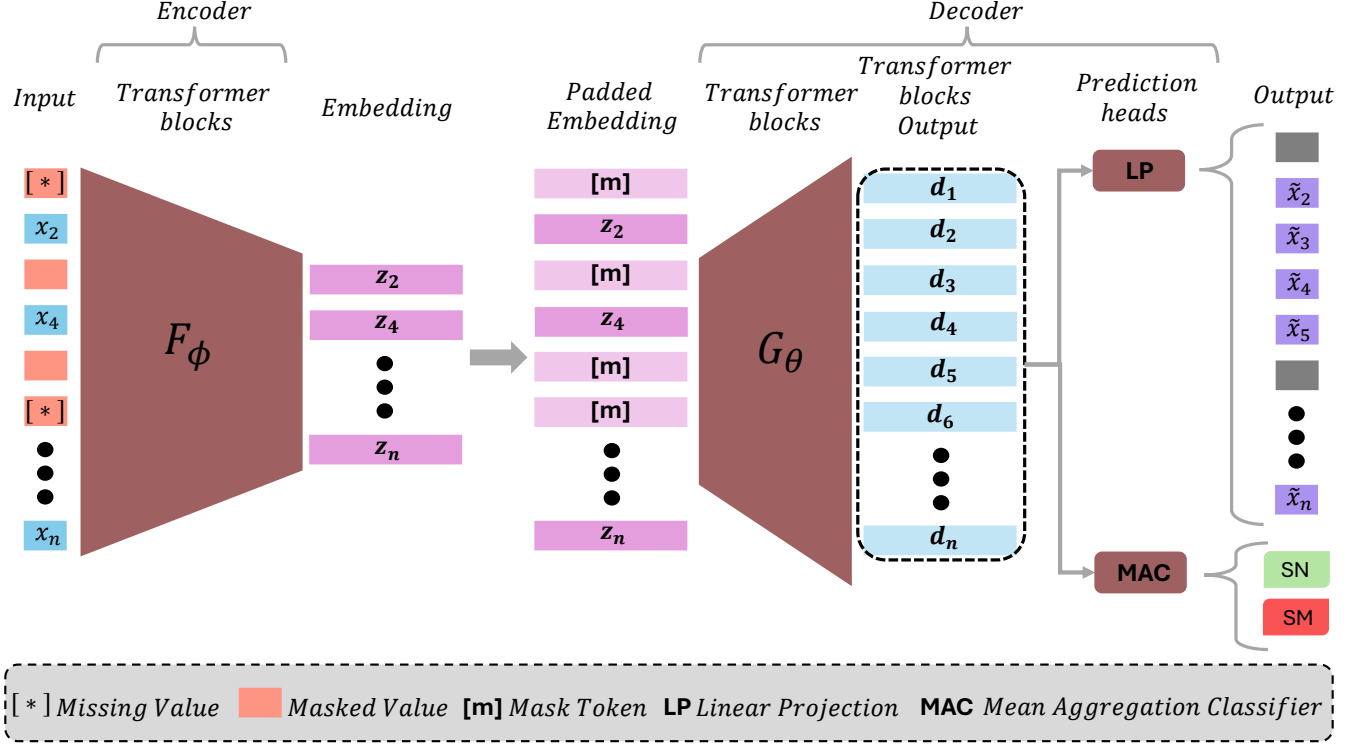 Encoder
Decoder
Input
Transformer
blocks
Embedding
Padded
Embedding
Transformer
blocks
Transformer
blocks
Output
Prediction
heads
Output
[*]
x₂
x₄
[*]
xₙ
F_ϕ
z₂
z₄
zₙ
[m]
z₂
[m]
z₄
[m]
[m]
zₙ
G_θ
d₁
d₂
d₃
d₄
d₅
d₆
dₙ
LP
MAC
x̃₂
x̃₃
x̃₄
x̃₅
x̃ₙ
SN
SM
[*] Missing Value Masked Value [m] Mask Token LP Linear Projection MAC Mean Aggregation Classifier